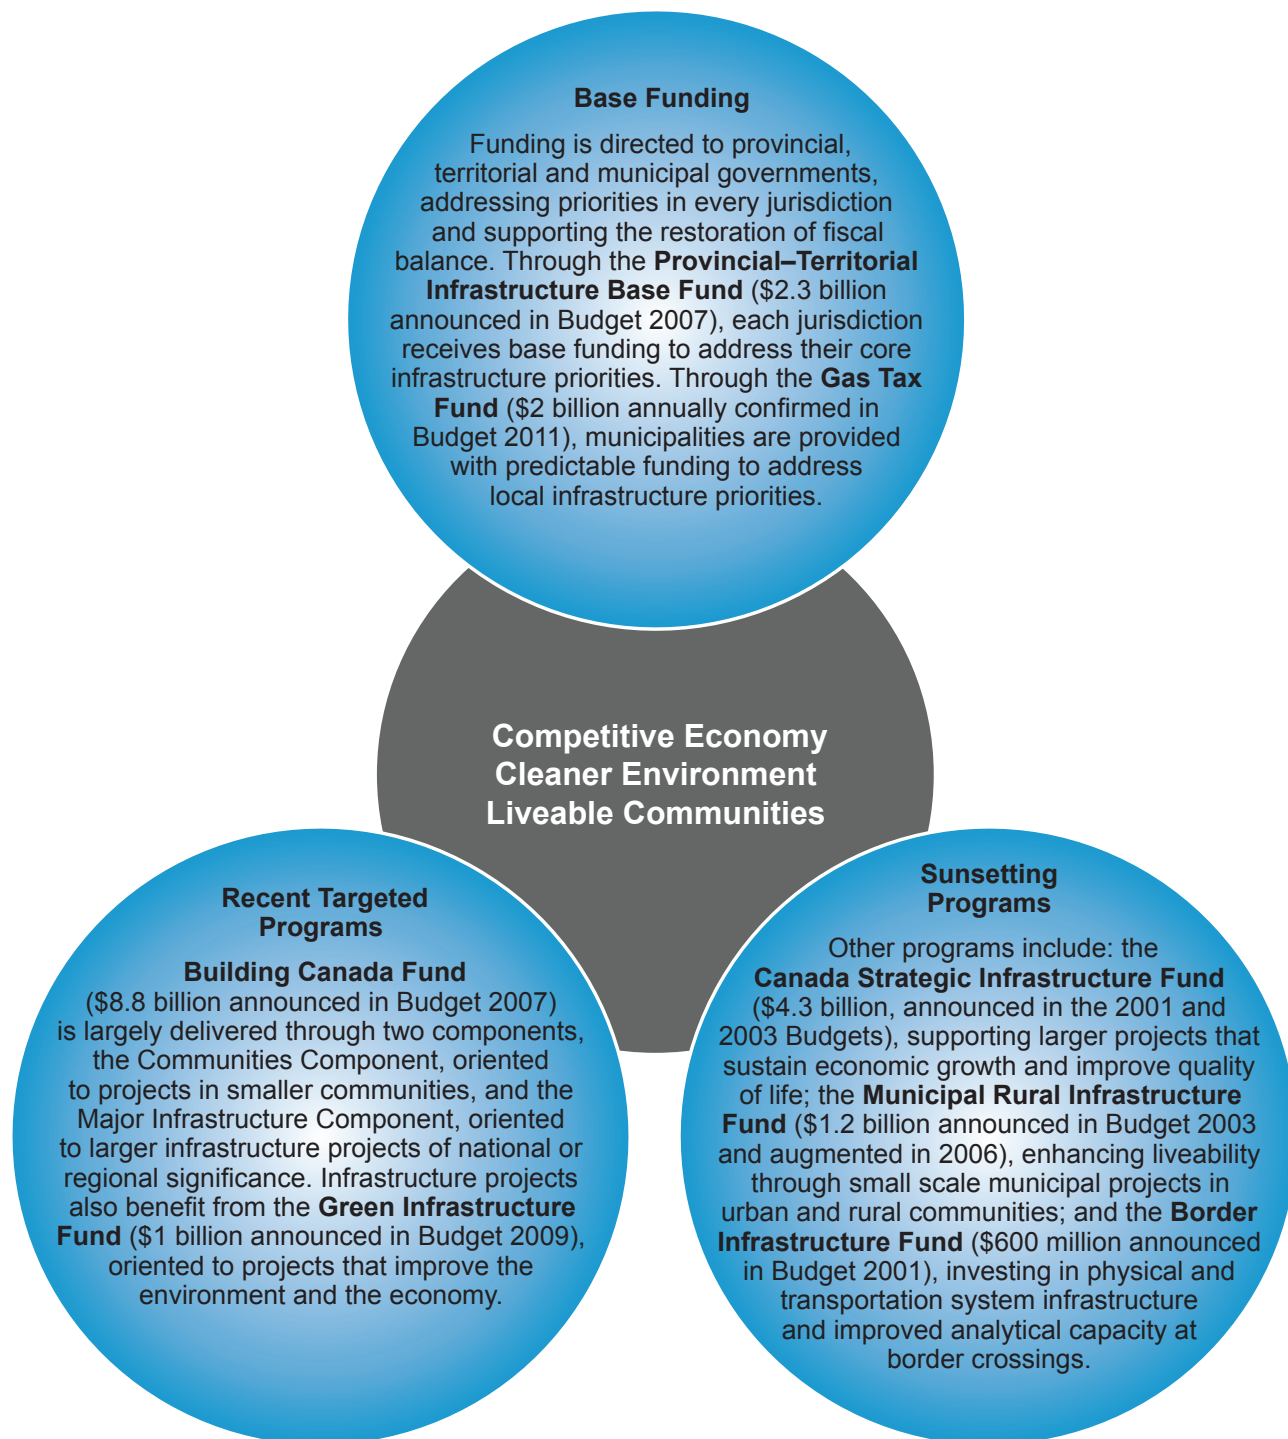 Base Funding
Funding is directed to provincial,
territorial and municipal governments,
addressing priorities in every jurisdiction
and supporting the restoration of fiscal
balance. Through the Provincial–Territorial
Infrastructure Base Fund ($2.3 billion
announced in Budget 2007), each jurisdiction
receives base funding to address their core
infrastructure priorities. Through the Gas Tax
Fund ($2 billion annually confirmed in
Budget 2011), municipalities are provided
with predictable funding to address
local infrastructure priorities.
Competitive Economy
Cleaner Environment
Liveable Communities
Recent Targeted
Programs
Building Canada Fund
($8.8 billion announced in Budget 2007)
is largely delivered through two components,
the Communities Component, oriented
to projects in smaller communities, and the
Major Infrastructure Component, oriented
to larger infrastructure projects of national or
regional significance. Infrastructure projects
also benefit from the Green Infrastructure
Fund ($1 billion announced in Budget 2009),
oriented to projects that improve the
environment and the economy.
Sunsetting
Programs
Other programs include: the
Canada Strategic Infrastructure Fund
($4.3 billion, announced in the 2001 and
2003 Budgets), supporting larger projects that
sustain economic growth and improve quality
of life; the Municipal Rural Infrastructure
Fund ($1.2 billion announced in Budget 2003
and augmented in 2006), enhancing liveability
through small scale municipal projects in
urban and rural communities; and the Border
Infrastructure Fund ($600 million announced
in Budget 2001), investing in physical and
transportation system infrastructure
and improved analytical capacity at
border crossings.